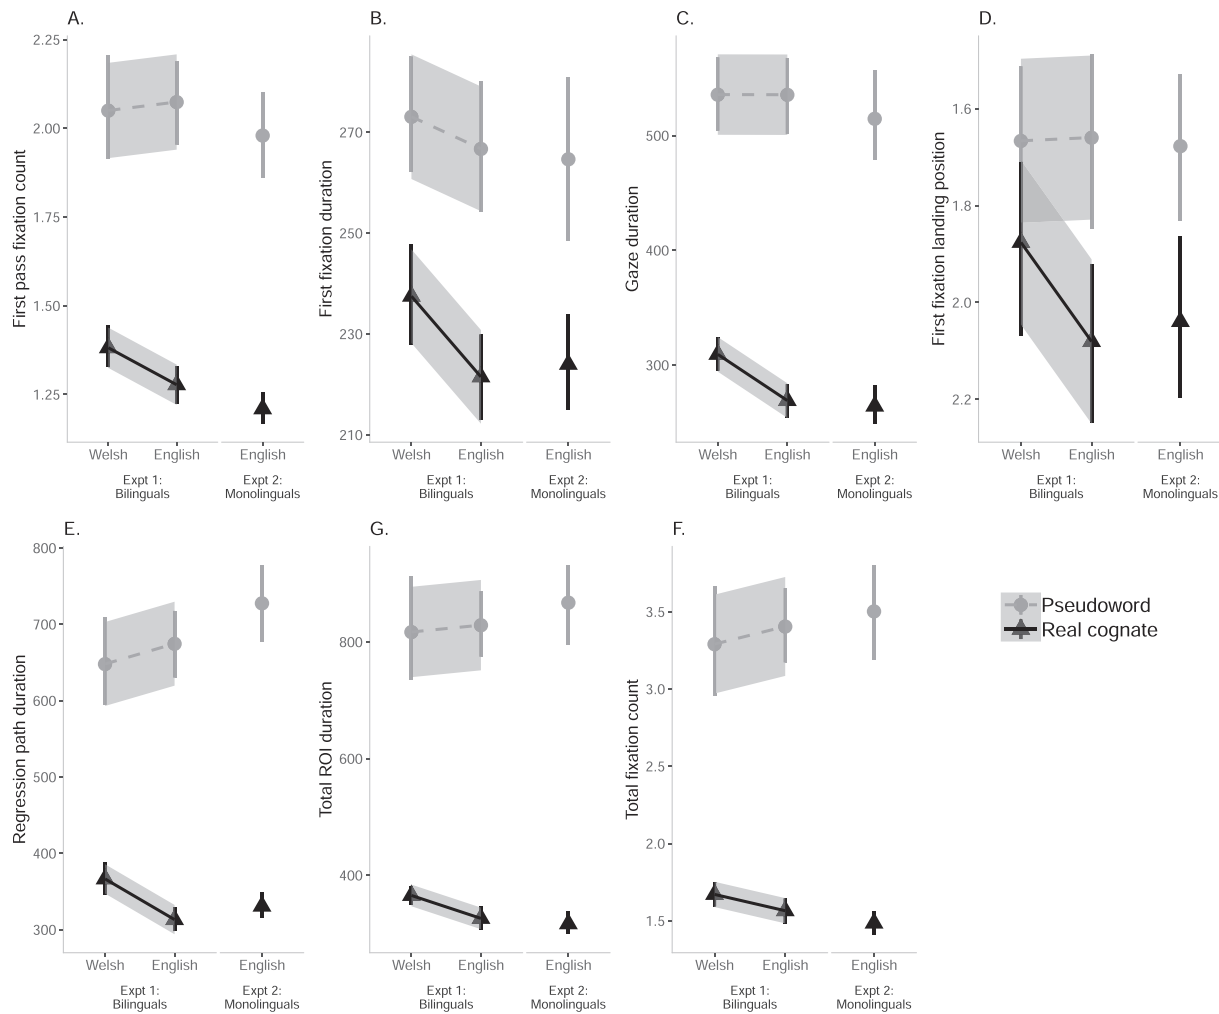 A.
First pass fixation count
2.25
2.00
1.75
1.50
1.25
Welsh English English
Expt 1: Expt 2:
Bilinguals Monolinguals
B.
First fixation duration
270
250
230
210
Welsh English English
Expt 1: Expt 2:
Bilinguals Monolinguals
C.
Gaze duration
500
400
300
Welsh English English
Expt 1: Expt 2:
Bilinguals Monolinguals
D.
First fixation landing position
1.6
1.8
2.0
2.2
Welsh English English
Expt 1: Expt 2:
Bilinguals Monolinguals
E.
Regression path duration
800
700
600
500
400
300
Welsh English English
Expt 1: Expt 2:
Bilinguals Monolinguals
G.
Total ROI duration
800
600
400
Welsh English English
Expt 1: Expt 2:
Bilinguals Monolinguals
F.
Total fixation count
3.5
3.0
2.5
2.0
1.5
Welsh English English
Expt 1: Expt 2:
Bilinguals Monolinguals
Pseudoword
Real cognate